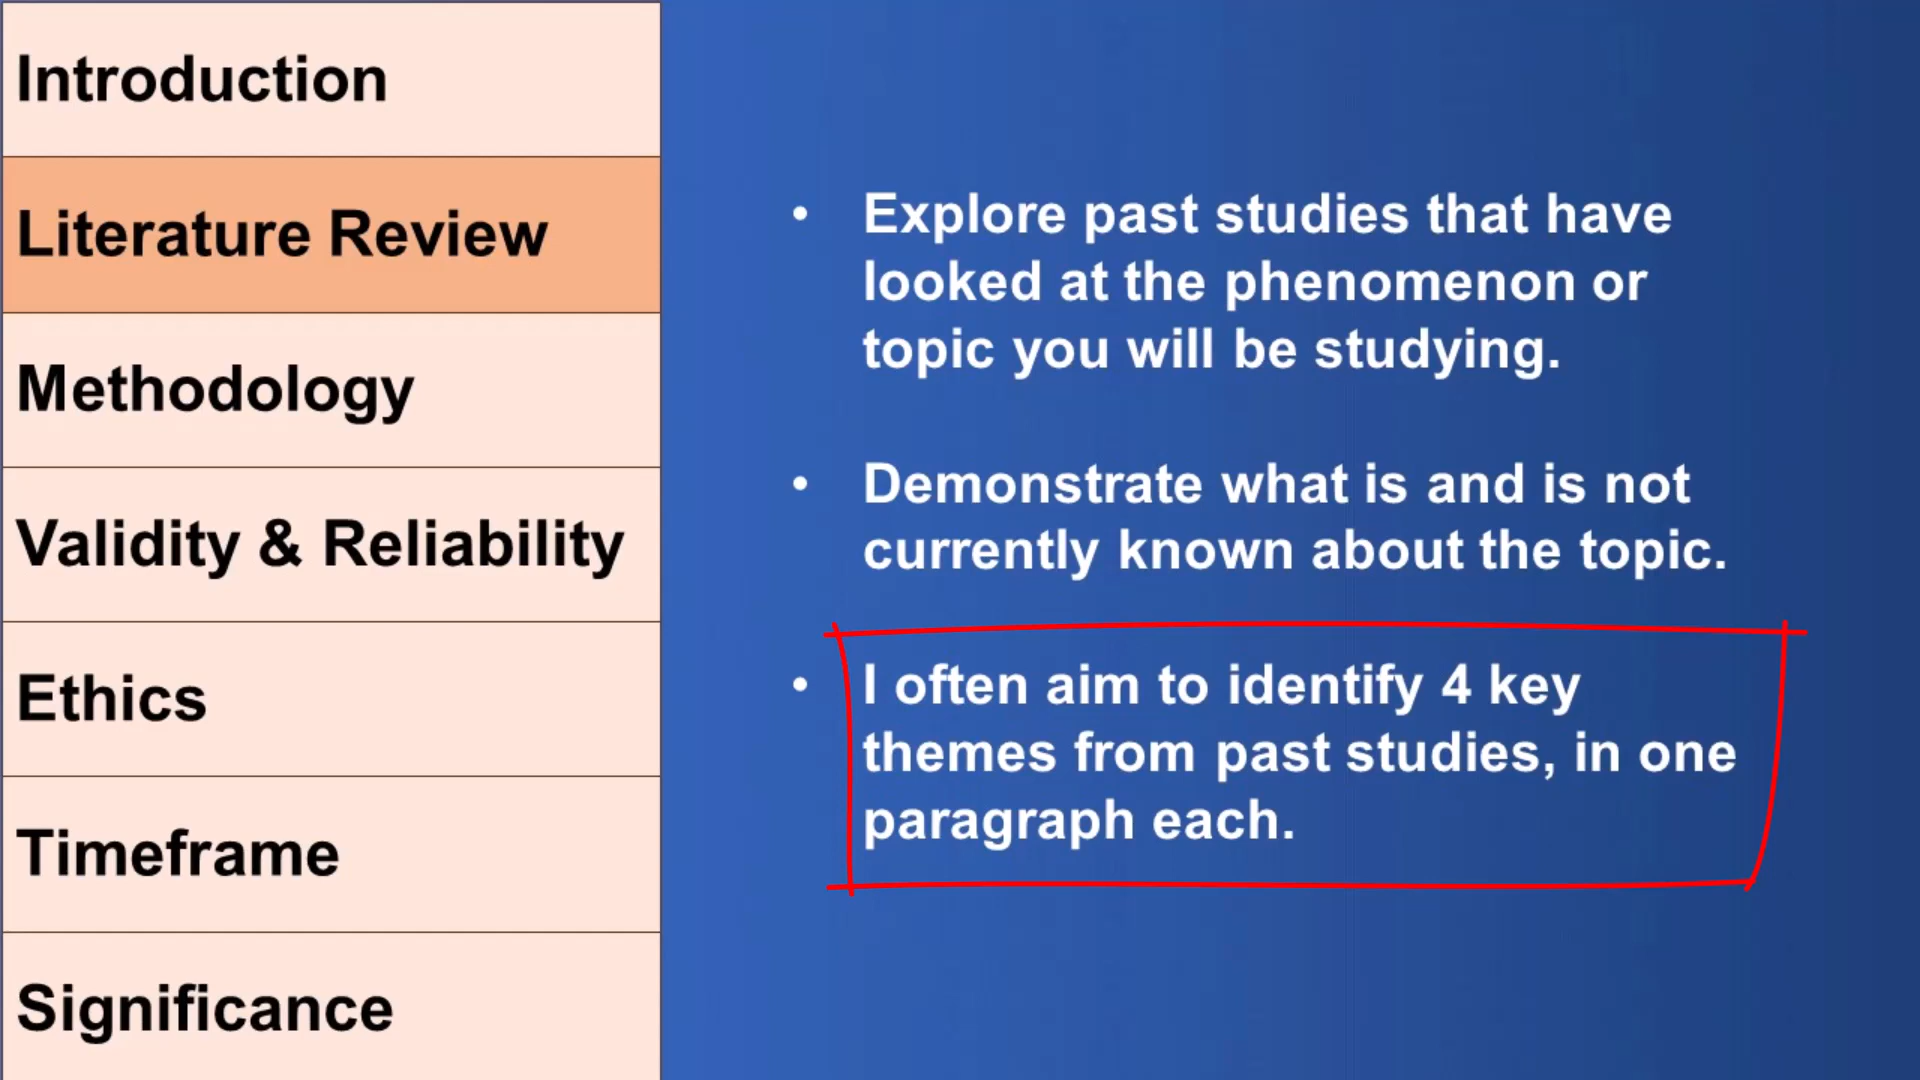 Introduction
Literature Review
Methodology
Validity & Reliability
Ethics
Timeframe
Significance
• Explore past studies that have
looked at the phenomenon or
topic you will be studying.
• Demonstrate what is and is not
currently known about the topic.
• I often aim to identify 4 key
themes from past studies, in one
paragraph each.